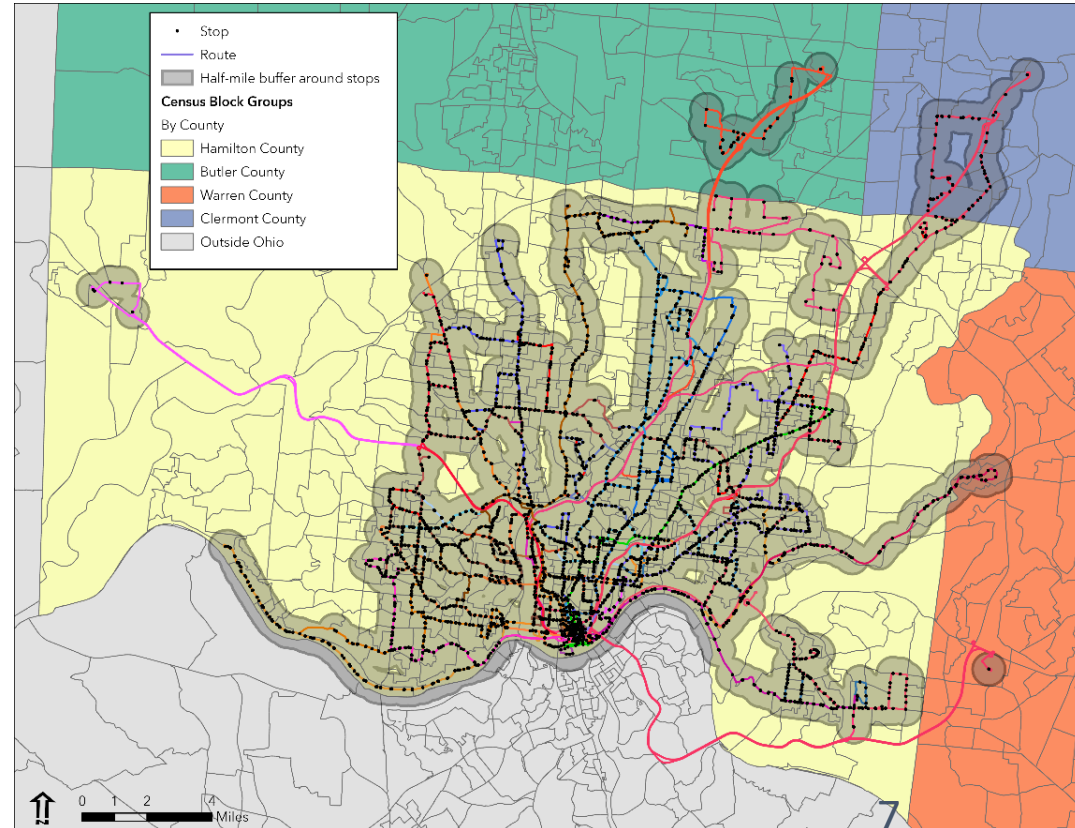 Stop
Route
Half-mile buffer around stops
Census Block Groups
By County
Hamilton County
Butler County
Warren County
Clermont County
Outside Ohio
N
0 1 2 4
Miles
7